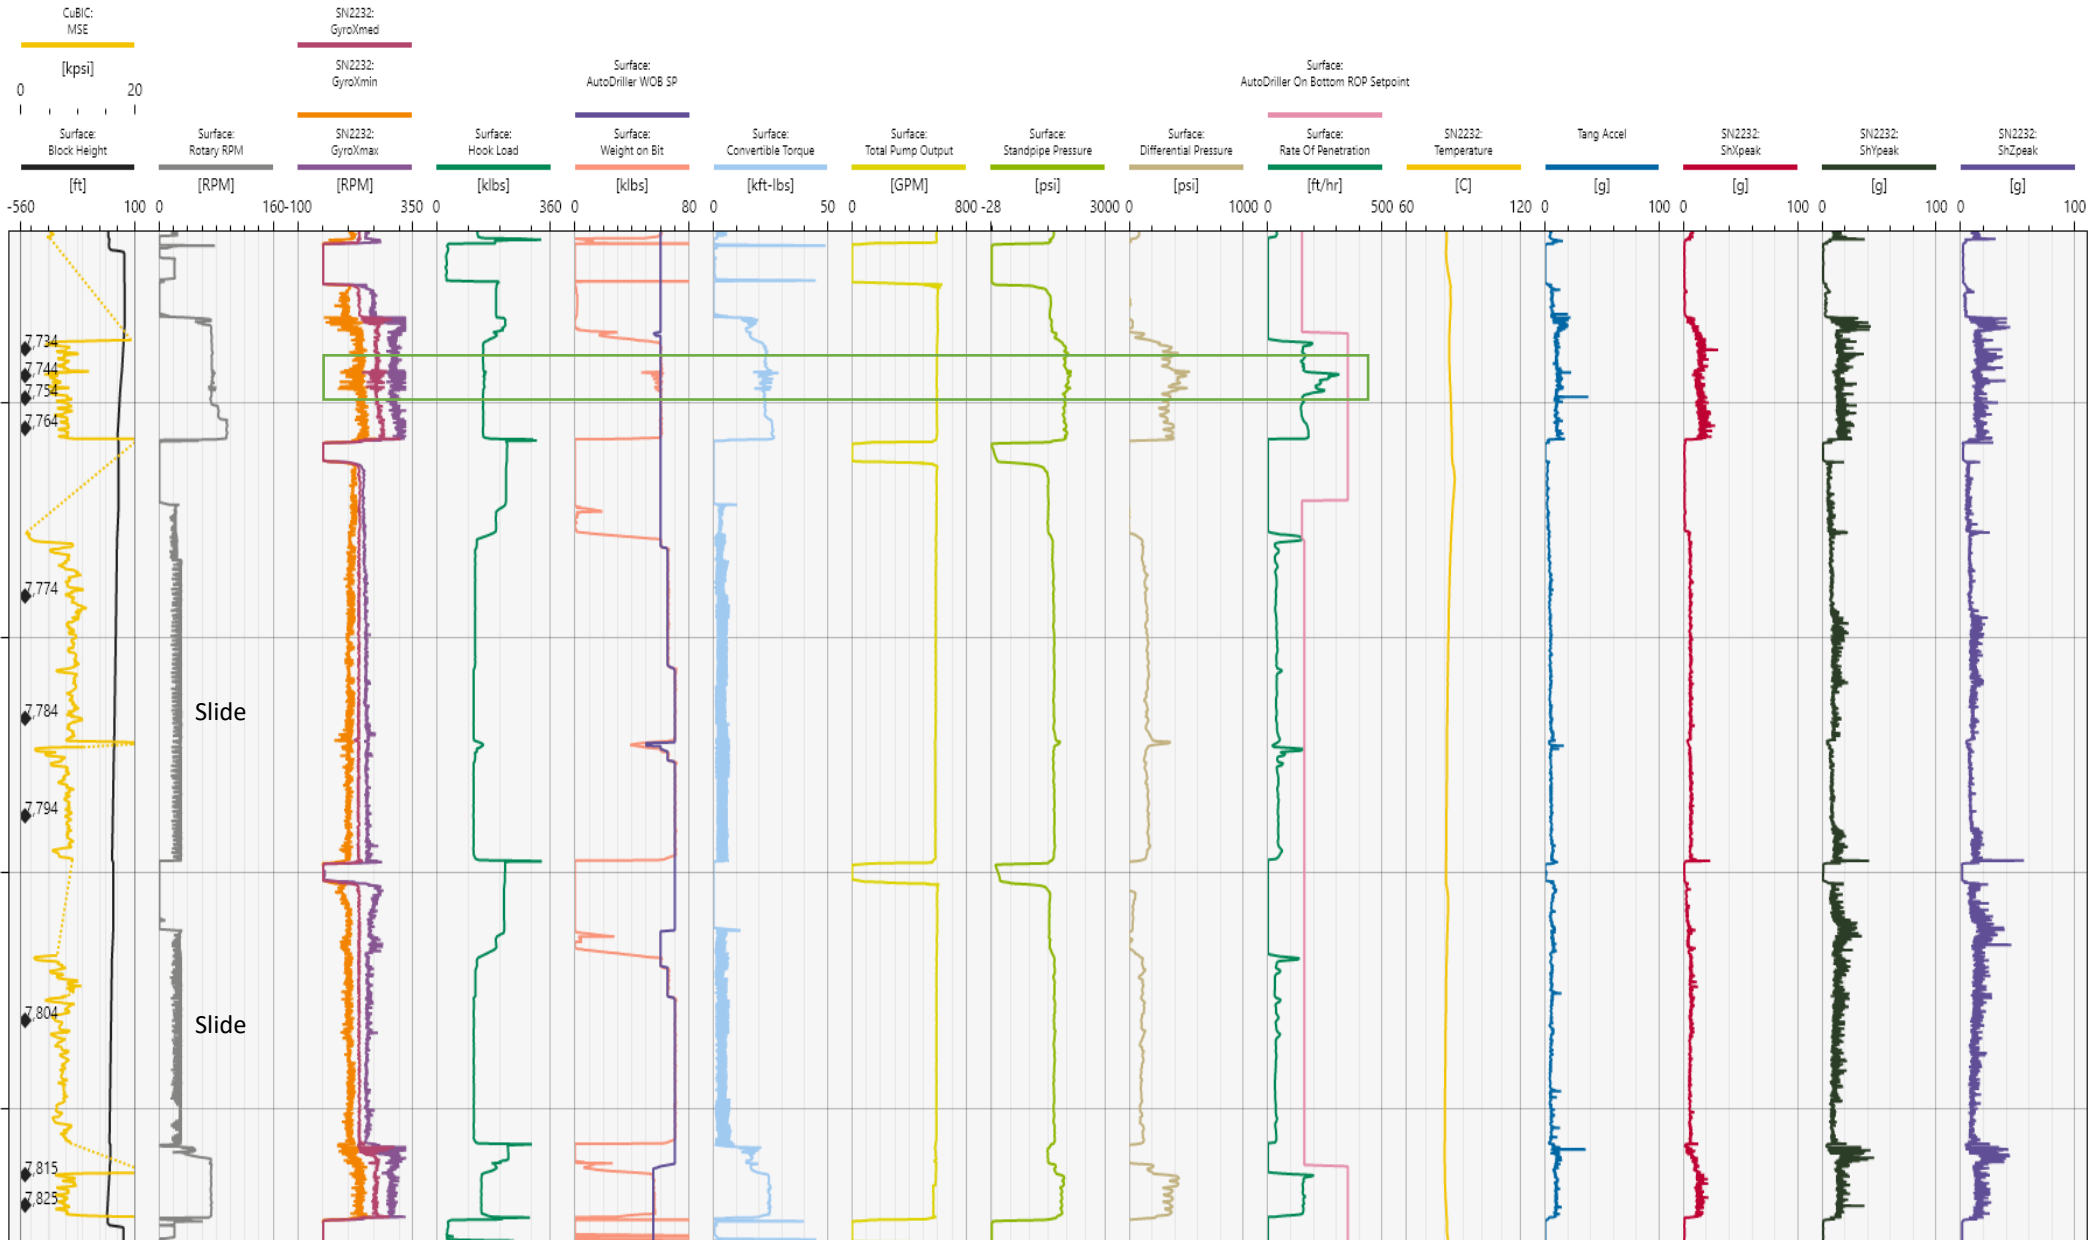 CuBIC:
MSE
[kpsi]
0 20
SN2232:
GyroXmed
SN2232:
GyroXmin
Surface:
AutoDriller WOB SP
Surface:
AutoDriller On Bottom ROP Setpoint
Surface:
Block Height
[ft]
-560 100
Surface:
Rotary RPM
[RPM]
0 160
SN2232:
GyroXmax
[RPM]
-100 350
Surface:
Hook Load
[klbs]
0 360
Surface:
Weight on Bit
[klbs]
0 80
Surface:
Convertible Torque
[kft-lbs]
0 50
Surface:
Total Pump Output
[GPM]
0 800
Surface:
Standpipe Pressure
[psi]
-28 3000
Surface:
Differential Pressure
[psi]
0 1000
Surface:
Rate Of Penetration
[ft/hr]
0 500
SN2232:
Temperature
[C]
60 120
Tang Accel
[g]
0 100
SN2232:
ShXpeak
[g]
0 100
SN2232:
ShYpeak
[g]
0 100
SN2232:
ShZpeak
[g]
0 100
7,734
7,744
7,754
7,764
7,774
7,784
Slide
7,794
7,804
Slide
7,815
7,825